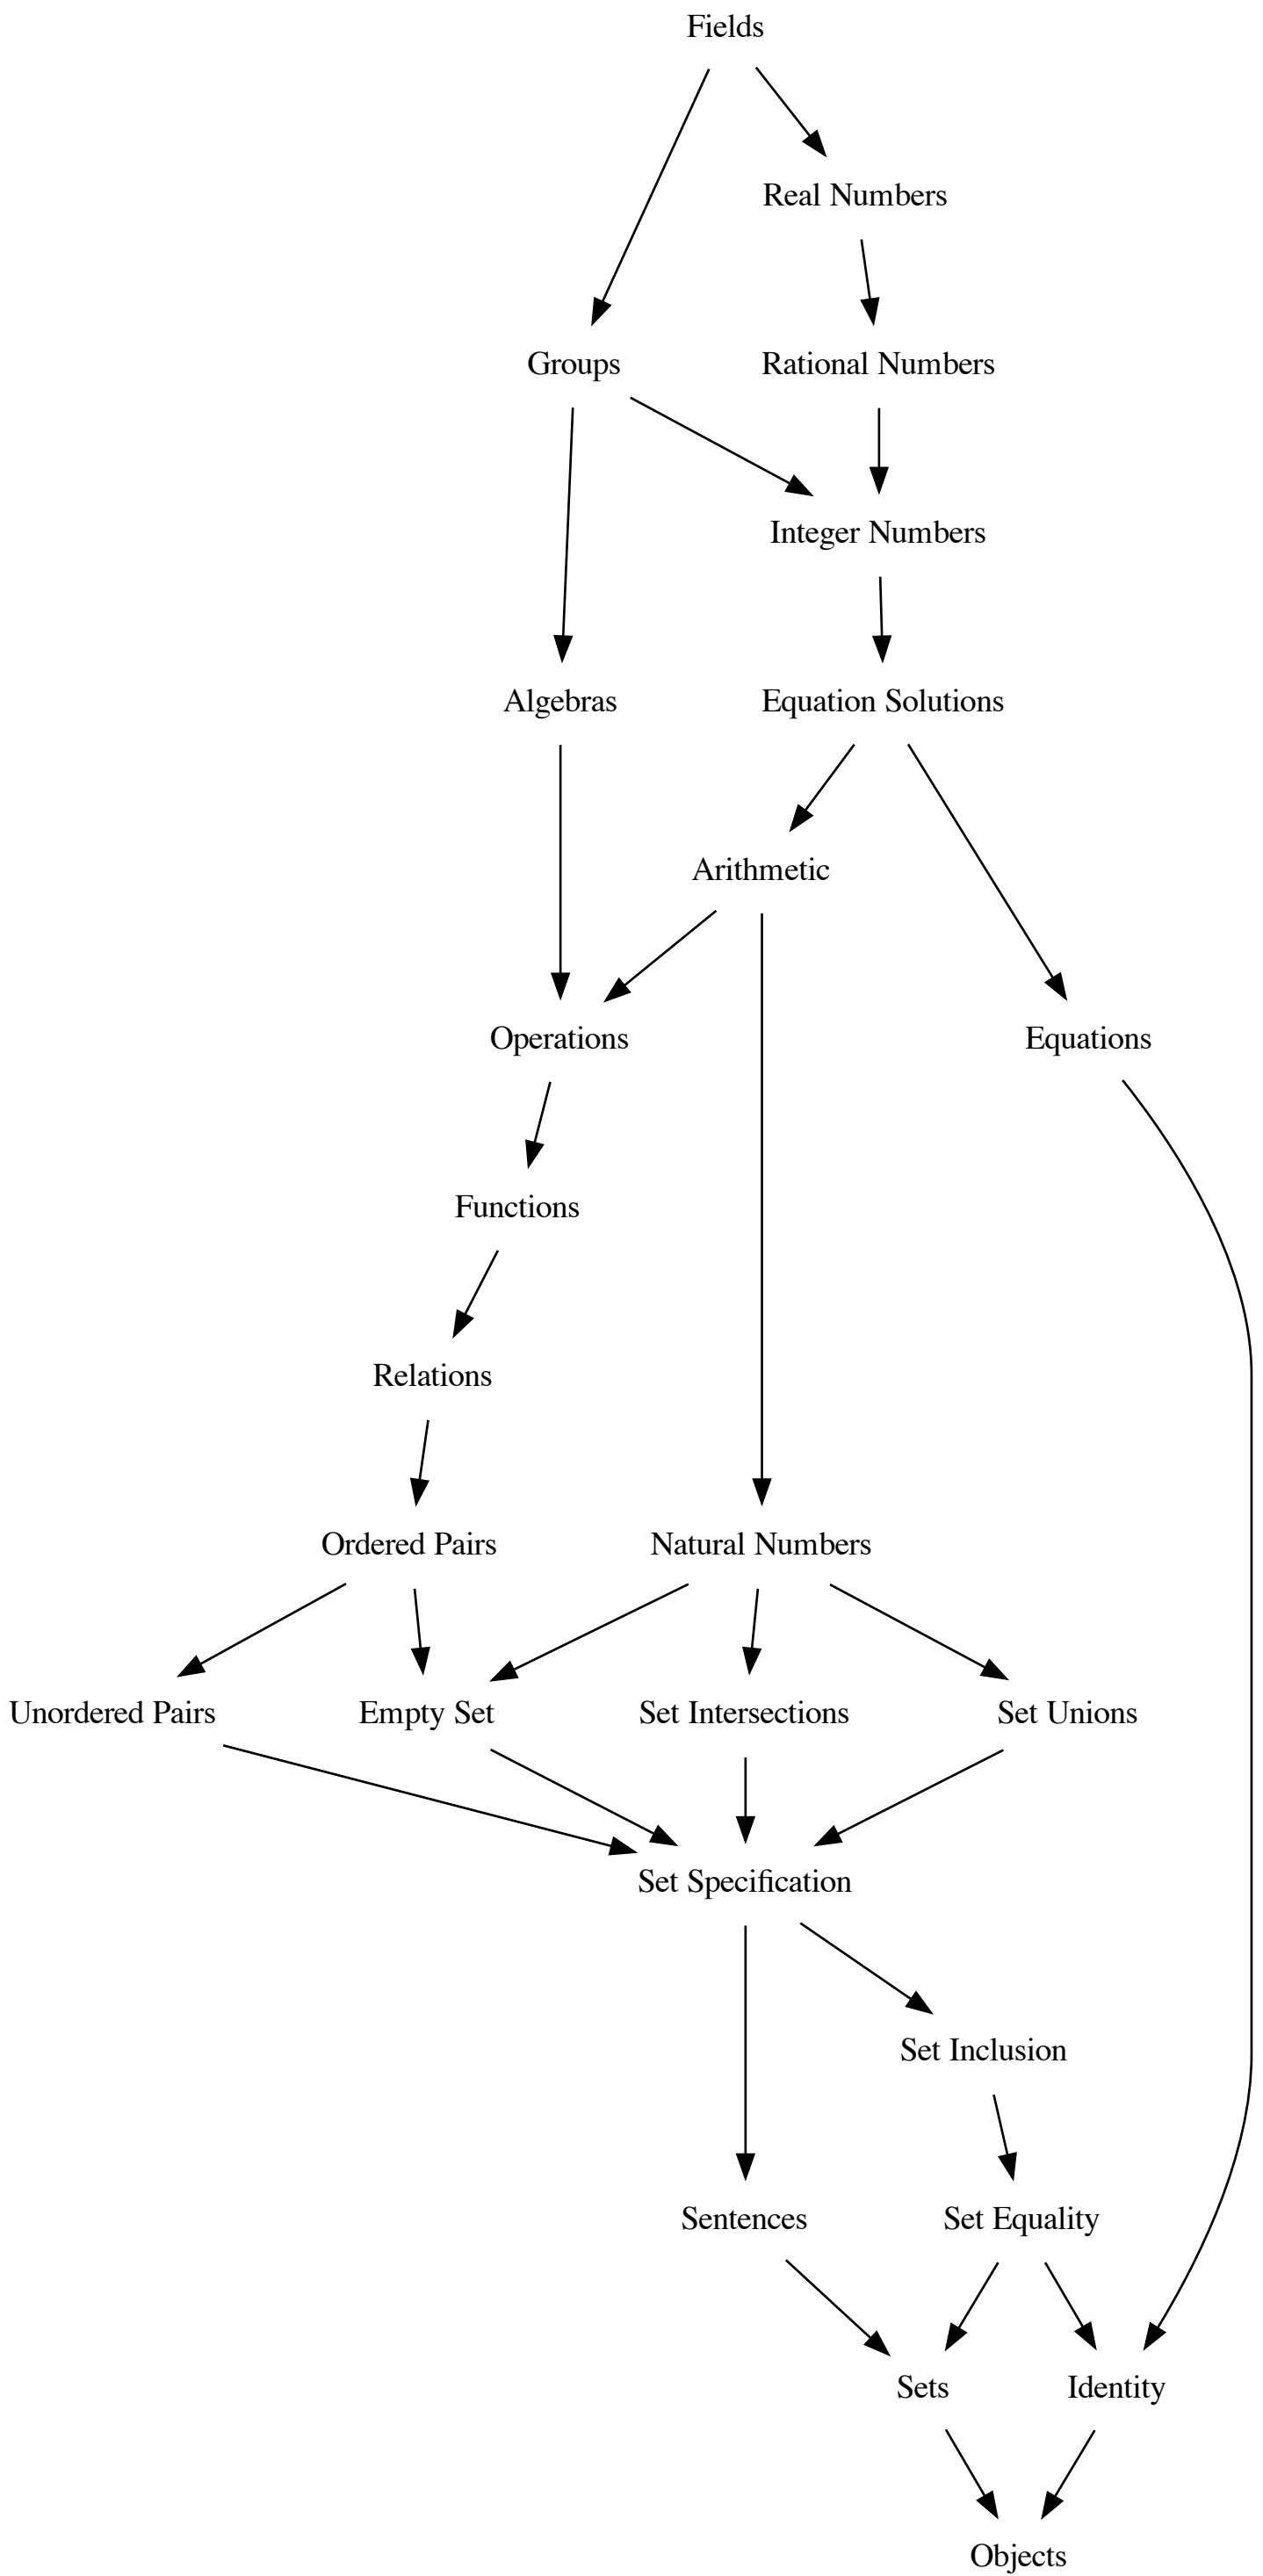 Fields
Real Numbers
Groups
Rational Numbers
Integer Numbers
Algebras
Equation Solutions
Arithmetic
Operations
Equations
Functions
Relations
Ordered Pairs
Natural Numbers
Unordered Pairs
Empty Set
Set Intersections
Set Unions
Set Specification
Set Inclusion
Sentences
Set Equality
Sets
Identity
Objects